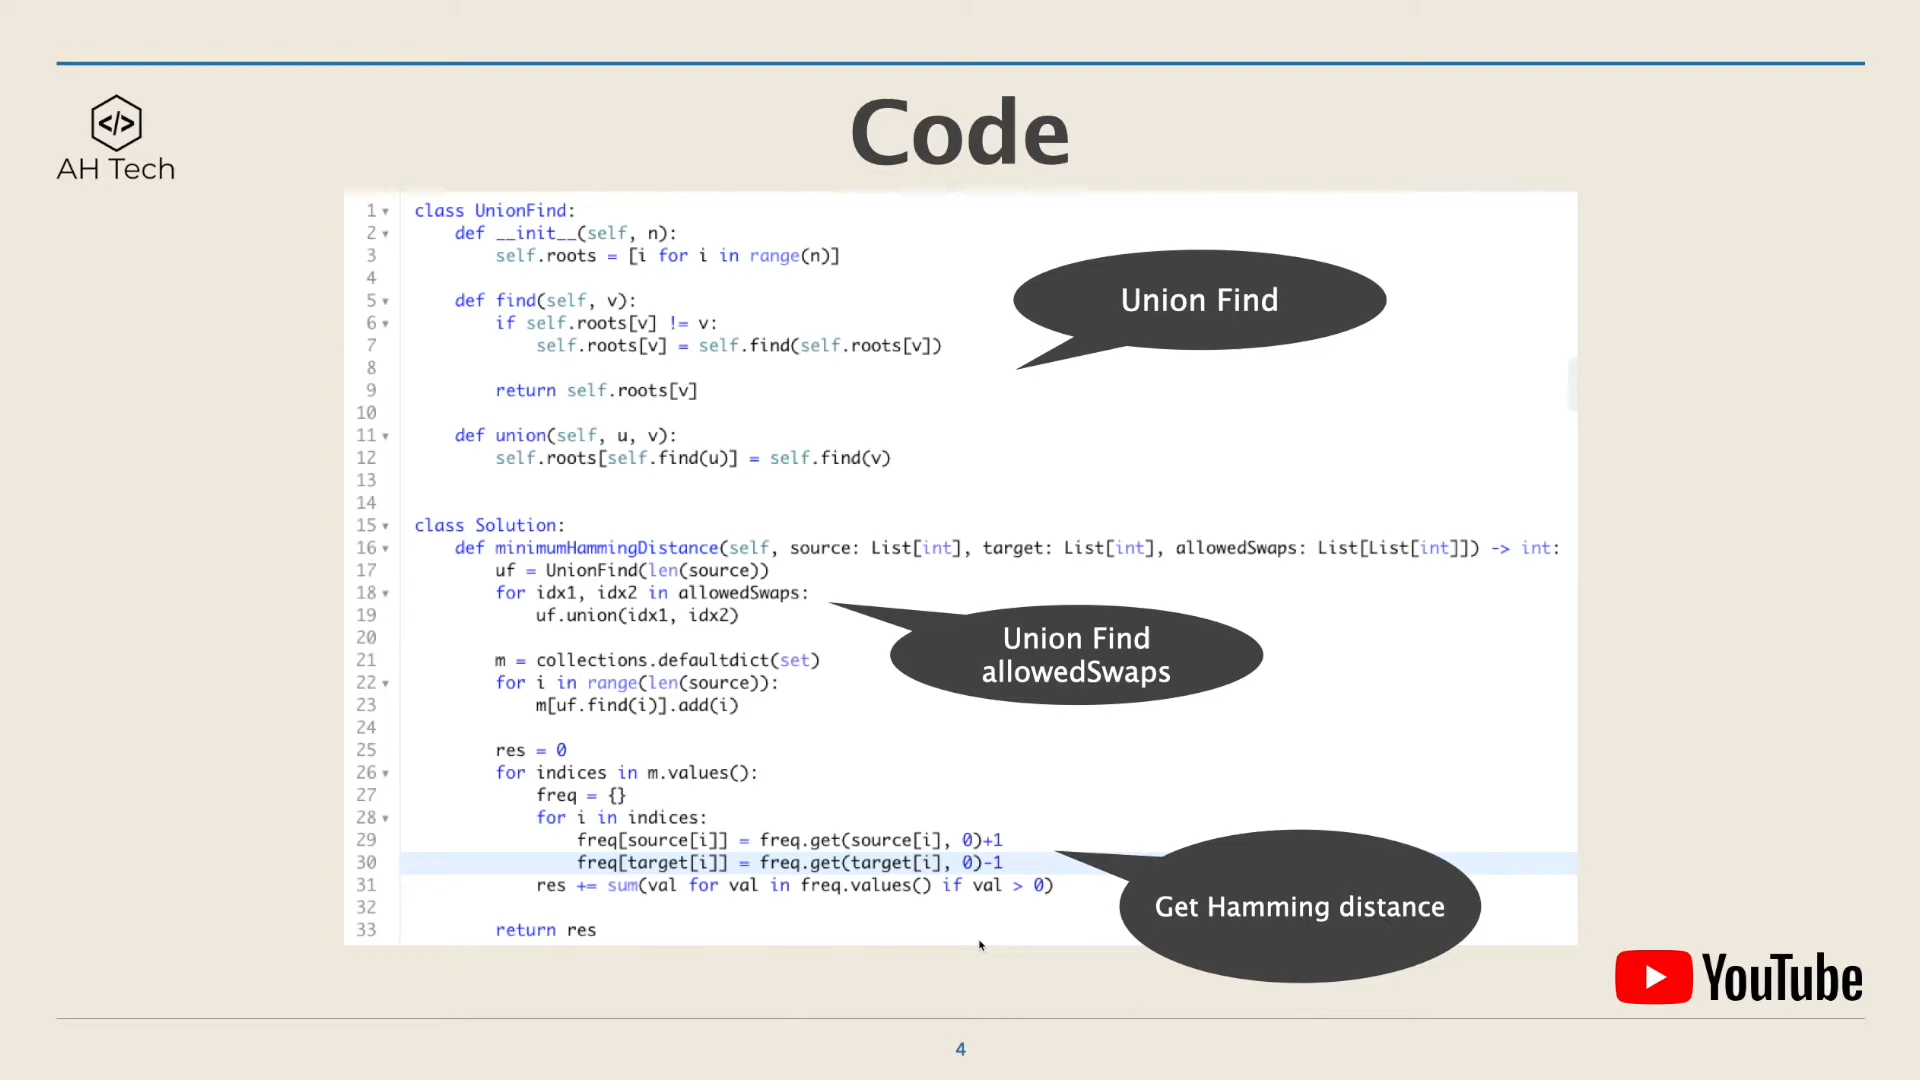 </>
AH Tech
Code
1 class UnionFind:
2     def __init__(self, n):
3         self.roots = [i for i in range(n)]
4
5     def find(self, v):
6         if self.roots[v] != v:
7             self.roots[v] = self.find(self.roots[v])
8
9         return self.roots[v]
10
11     def union(self, u, v):
12         self.roots[self.find(u)] = self.find(v)
13
14
15 class Solution:
16     def minimumHammingDistance(self, source: List[int], target: List[int], allowedSwaps: List[List[int]]) -> int:
17         uf = UnionFind(len(source))
18         for idx1, idx2 in allowedSwaps:
19             uf.union(idx1, idx2)
20
21         m = collections.defaultdict(set)
22         for i in range(len(source)):
23             m[uf.find(i)].add(i)
24
25         res = 0
26         for indices in m.values():
27             freq = {}
28             for i in indices:
29                 freq[source[i]] = freq.get(source[i], 0)+1
30                 freq[target[i]] = freq.get(target[i], 0)-1
31             res += sum(val for val in freq.values() if val > 0)
32
33         return res
Union Find
Union Find
allowedSwaps
Get Hamming distance
YouTube
4